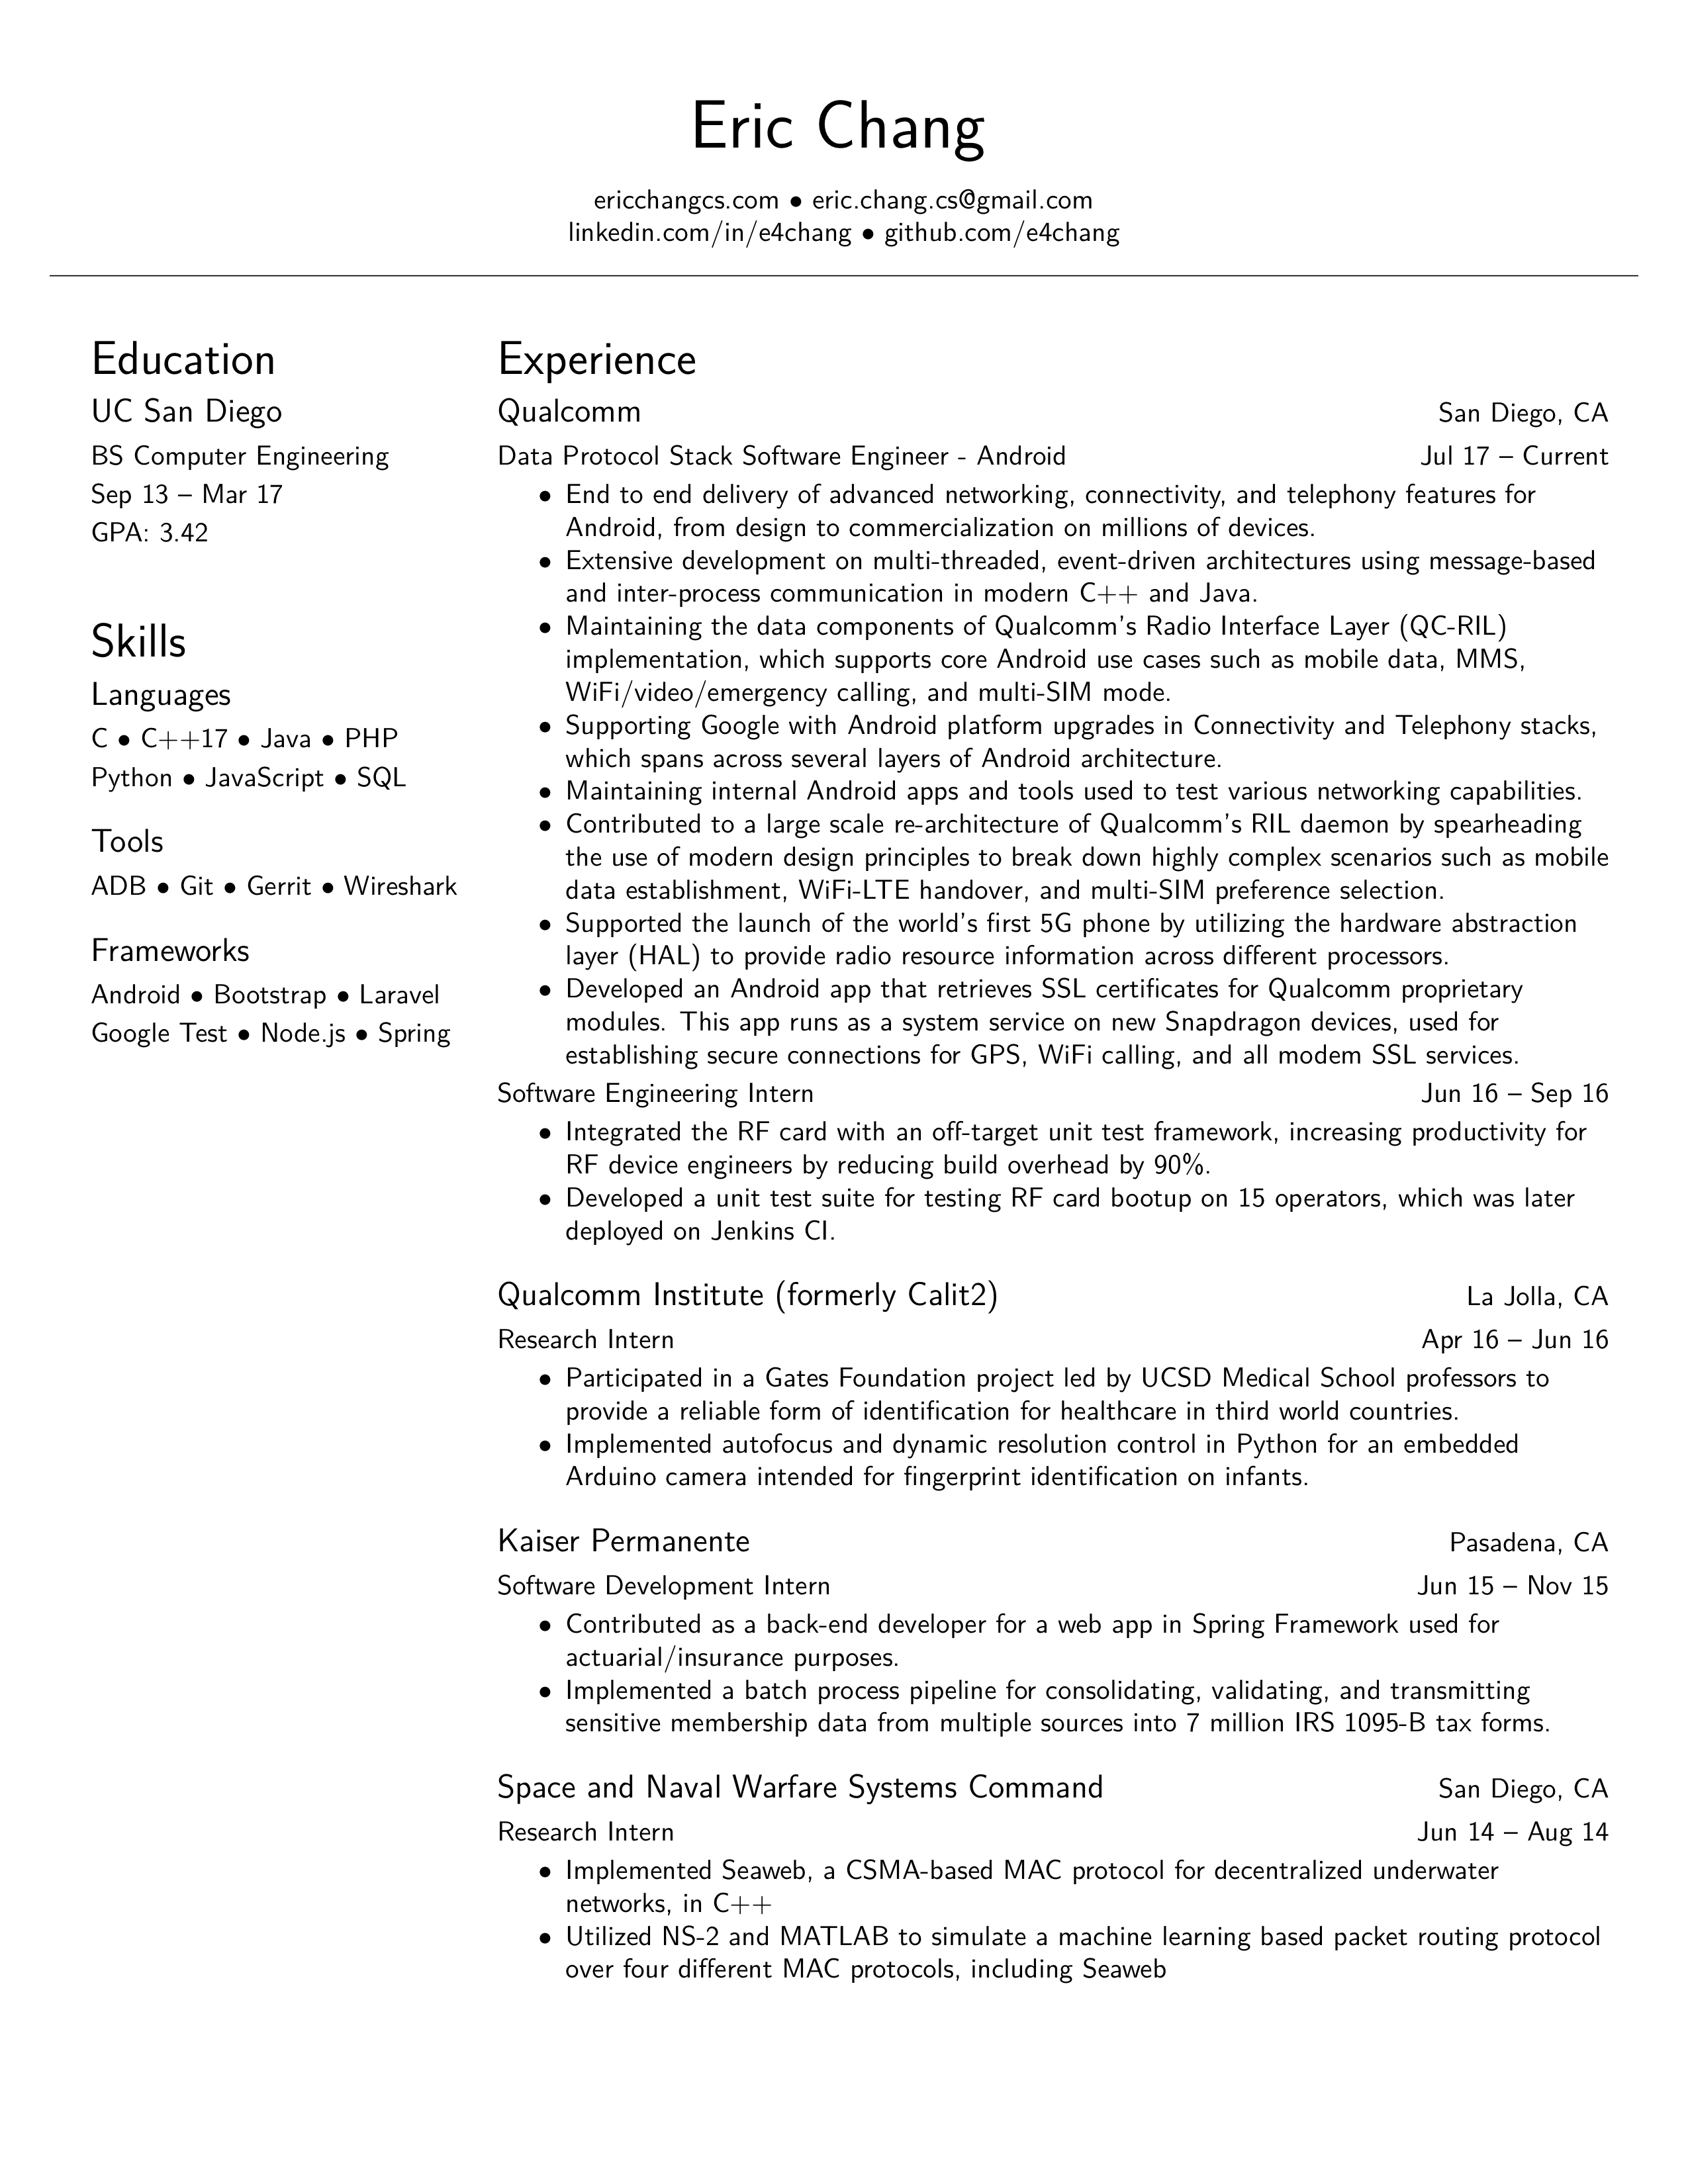 Eric Chang
ericchangcs.com • eric.chang.cs@gmail.com
linkedin.com/in/e4chang • github.com/e4chang
Education
UC San Diego
BS Computer Engineering
Sep 13 – Mar 17
GPA: 3.42
Skills
Languages
C • C++17 • Java • PHP
Python • JavaScript • SQL
Tools
ADB • Git • Gerrit • Wireshark
Frameworks
Android • Bootstrap • Laravel
Google Test • Node.js • Spring
Experience
Qualcomm San Diego, CA
Data Protocol Stack Software Engineer - Android Jul 17 – Current
• End to end delivery of advanced networking, connectivity, and telephony features for
Android, from design to commercialization on millions of devices.
• Extensive development on multi-threaded, event-driven architectures using message-based
and inter-process communication in modern C++ and Java.
• Maintaining the data components of Qualcomm's Radio Interface Layer (QC-RIL)
implementation, which supports core Android use cases such as mobile data, MMS,
WiFi/video/emergency calling, and multi-SIM mode.
• Supporting Google with Android platform upgrades in Connectivity and Telephony stacks,
which spans across several layers of Android architecture.
• Maintaining internal Android apps and tools used to test various networking capabilities.
• Contributed to a large scale re-architecture of Qualcomm's RIL daemon by spearheading
the use of modern design principles to break down highly complex scenarios such as mobile
data establishment, WiFi-LTE handover, and multi-SIM preference selection.
• Supported the launch of the world's first 5G phone by utilizing the hardware abstraction
layer (HAL) to provide radio resource information across different processors.
• Developed an Android app that retrieves SSL certificates for Qualcomm proprietary
modules. This app runs as a system service on new Snapdragon devices, used for
establishing secure connections for GPS, WiFi calling, and all modem SSL services.
Software Engineering Intern Jun 16 – Sep 16
• Integrated the RF card with an off-target unit test framework, increasing productivity for
RF device engineers by reducing build overhead by 90%.
• Developed a unit test suite for testing RF card bootup on 15 operators, which was later
deployed on Jenkins CI.
Qualcomm Institute (formerly Calit2) La Jolla, CA
Research Intern Apr 16 – Jun 16
• Participated in a Gates Foundation project led by UCSD Medical School professors to
provide a reliable form of identification for healthcare in third world countries.
• Implemented autofocus and dynamic resolution control in Python for an embedded
Arduino camera intended for fingerprint identification on infants.
Kaiser Permanente Pasadena, CA
Software Development Intern Jun 15 – Nov 15
• Contributed as a back-end developer for a web app in Spring Framework used for
actuarial/insurance purposes.
• Implemented a batch process pipeline for consolidating, validating, and transmitting
sensitive membership data from multiple sources into 7 million IRS 1095-B tax forms.
Space and Naval Warfare Systems Command San Diego, CA
Research Intern Jun 14 – Aug 14
• Implemented Seaweb, a CSMA-based MAC protocol for decentralized underwater
networks, in C++
• Utilized NS-2 and MATLAB to simulate a machine learning based packet routing protocol
over four different MAC protocols, including Seaweb